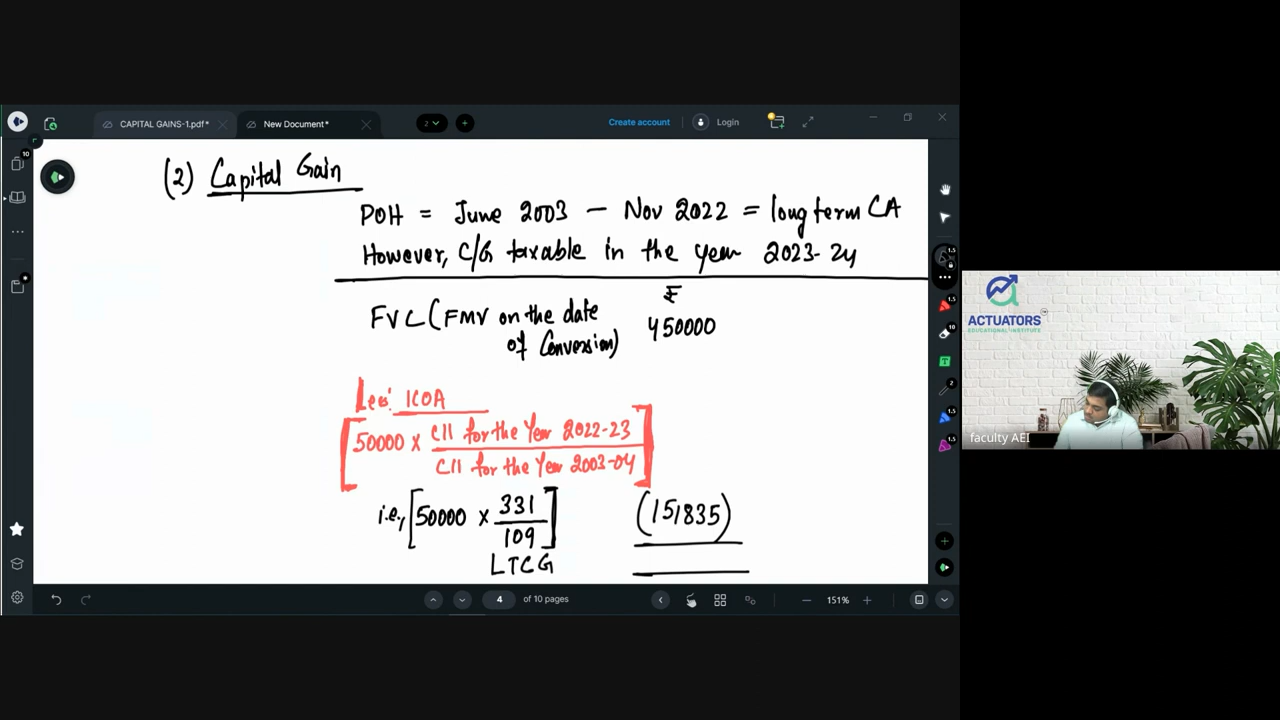 CAPITAL GAINS-1.pdf*
New Document*
2
Create account
Login
(2) Capital Gain
POH = June 2003 – Nov 2022 = long term CA
However, C/G taxable in the year 2023-24
₹
FVC (FMV on the date of Conversion) 450000
Less: ICOA
[50000 × CII for the Year 2022-23
CII for the Year 2003-04]
i.e, [50000 × 331/109] (151835)
LTCG
4 of 10 pages
151%
ACTUATORS
EDUCATIONAL INSTITUTE
faculty AEI